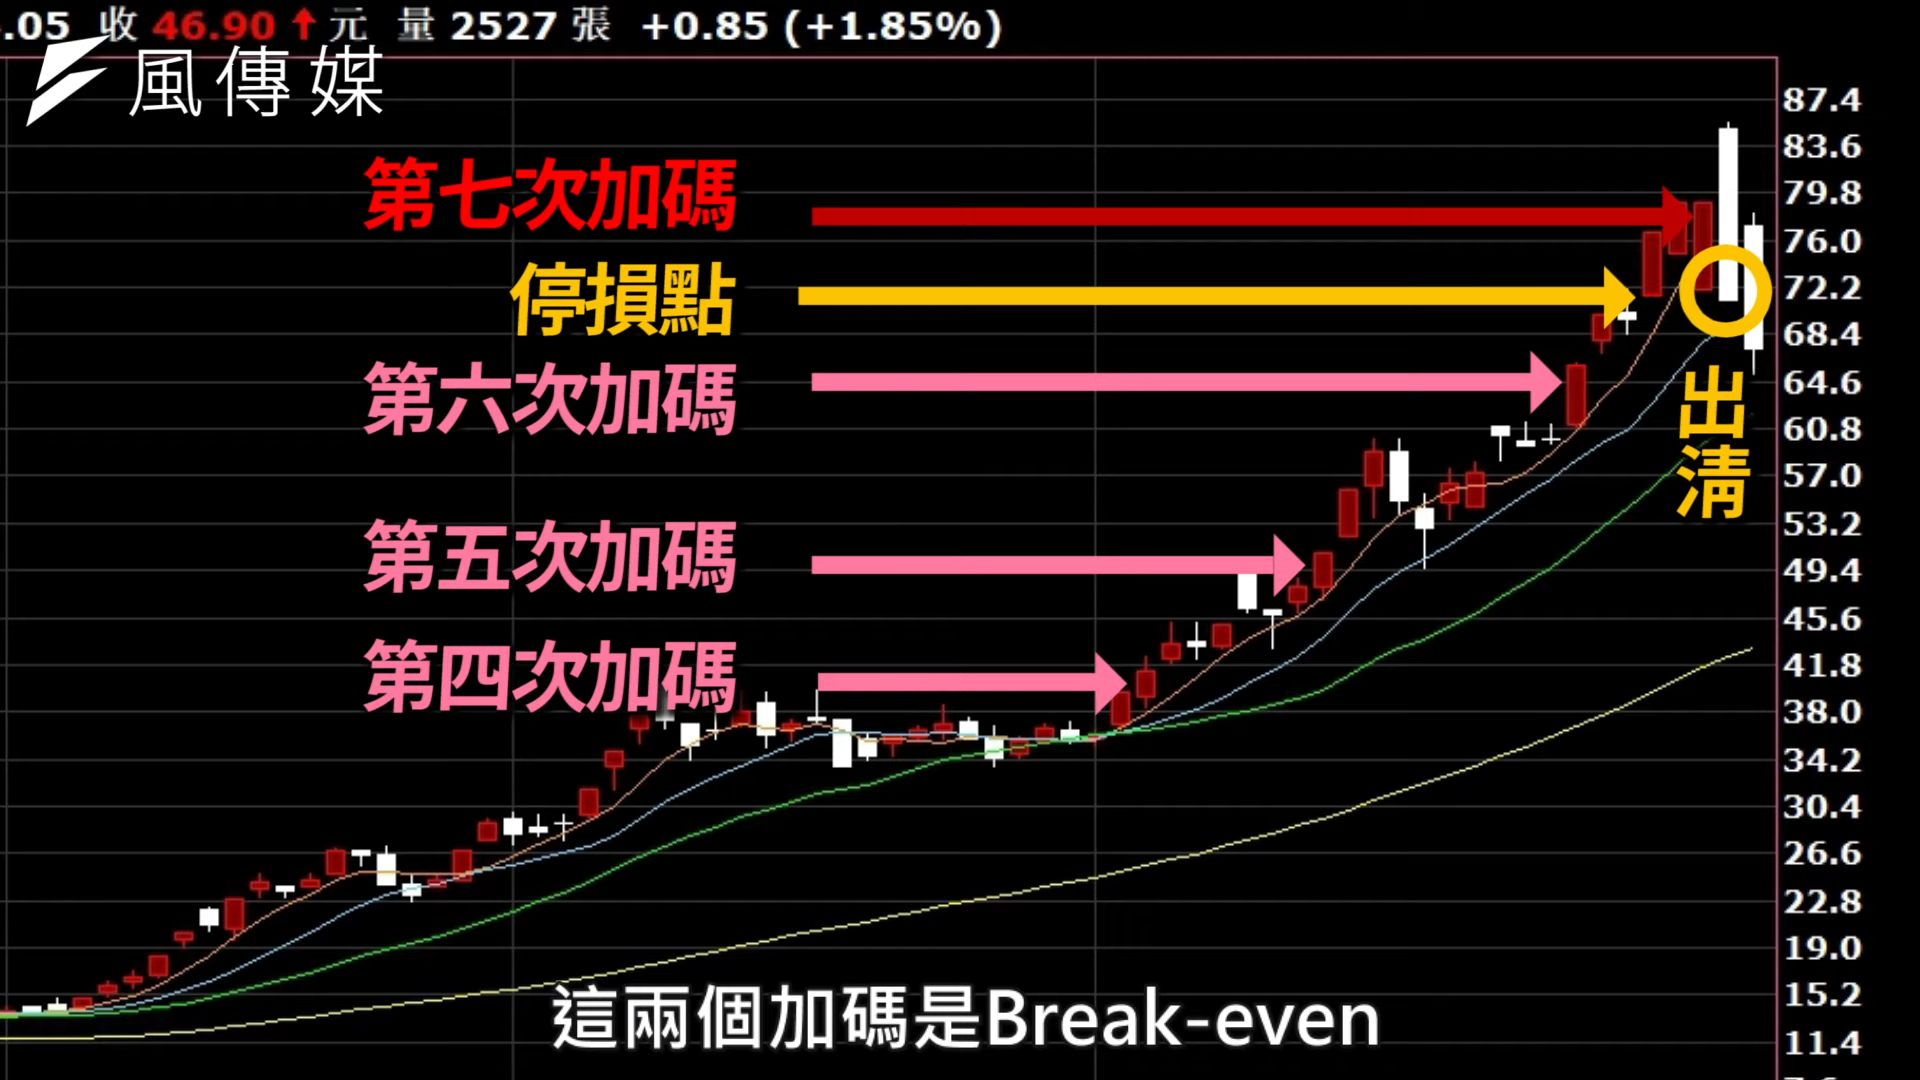 .05 收 46.90 ↑ 元 量 2527 張 +0.85 (+1.85%)
風傳媒
87.4
83.6
第七次加碼
79.8
76.0
停損點
72.2
68.4
第六次加碼
64.6
出清
60.8
57.0
53.2
第五次加碼
49.4
45.6
第四次加碼
41.8
38.0
34.2
30.4
26.6
22.8
19.0
15.2
這兩個加碼是Break-even
11.4